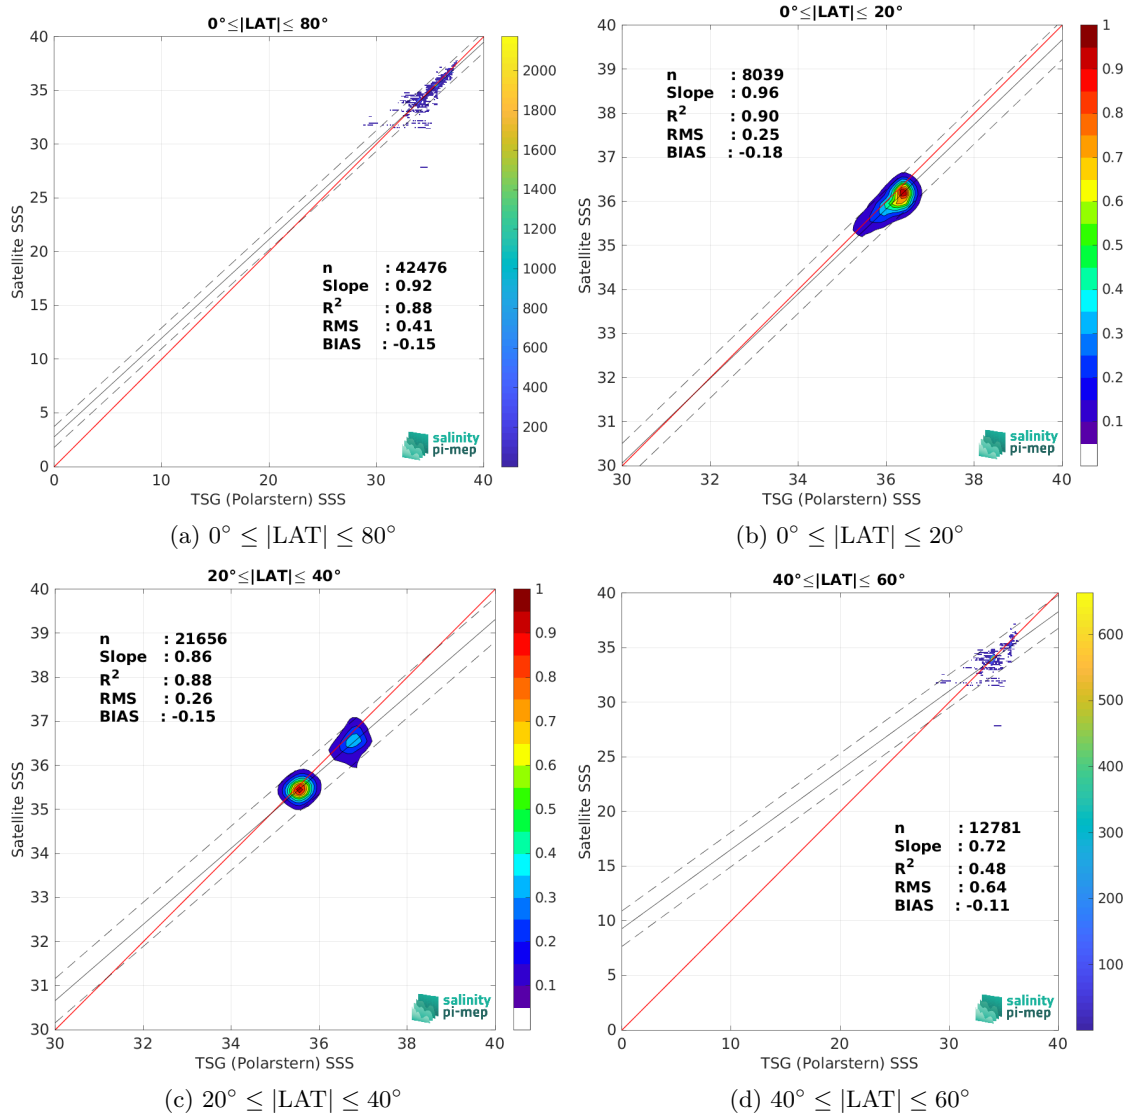 0°≤|LAT|≤ 80°
40
35
30
25
20
15
10
5
0
0
10
20
30
40
Satellite SSS
TSG (Polarstern) SSS
n : 42476
Slope : 0.92
R² : 0.88
RMS : 0.41
BIAS : -0.15
salinity
pi-mep
2000
1800
1600
1400
1200
1000
800
600
400
200
(a) 0° ≤ |LAT| ≤ 80°
0°≤|LAT|≤ 20°
40
39
38
37
36
35
34
33
32
31
30
30
32
34
36
38
40
Satellite SSS
TSG (Polarstern) SSS
n : 8039
Slope : 0.96
R² : 0.90
RMS : 0.25
BIAS : -0.18
salinity
pi-mep
1
0.9
0.8
0.7
0.6
0.5
0.4
0.3
0.2
0.1
(b) 0° ≤ |LAT| ≤ 20°
20°≤|LAT|≤ 40°
40
39
38
37
36
35
34
33
32
31
30
30
32
34
36
38
40
Satellite SSS
TSG (Polarstern) SSS
n : 21656
Slope : 0.86
R² : 0.88
RMS : 0.26
BIAS : -0.15
salinity
pi-mep
1
0.9
0.8
0.7
0.6
0.5
0.4
0.3
0.2
0.1
(c) 20° ≤ |LAT| ≤ 40°
40°≤|LAT|≤ 60°
40
35
30
25
20
15
10
5
0
0
10
20
30
40
Satellite SSS
TSG (Polarstern) SSS
n : 12781
Slope : 0.72
R² : 0.48
RMS : 0.64
BIAS : -0.11
salinity
pi-mep
600
500
400
300
200
100
(d) 40° ≤ |LAT| ≤ 60°